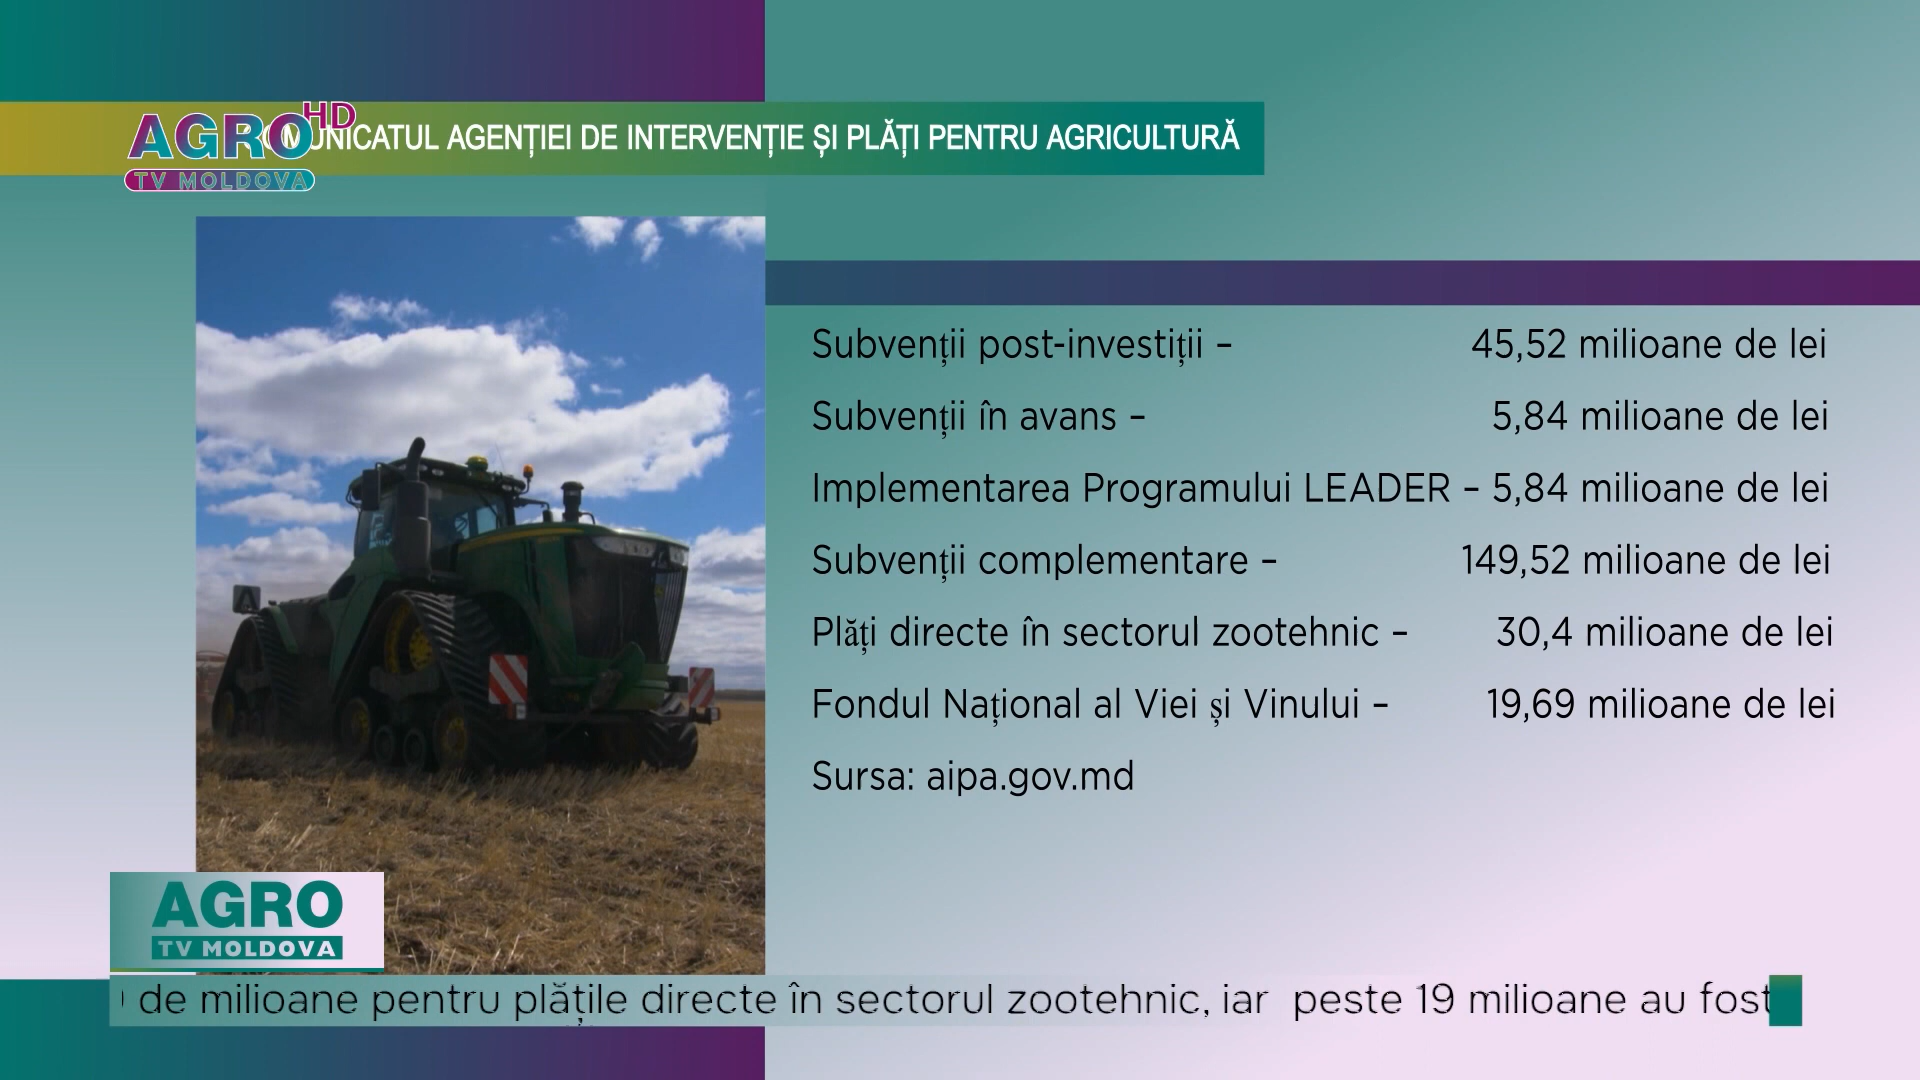 AGRO HD
TV MOLDOVA
MUNICATUL AGENȚIEI DE INTERVENȚIE ȘI PLĂȚI PENTRU AGRICULTURĂ
Subvenții post-investiții – 45,52 milioane de lei
Subvenții în avans – 5,84 milioane de lei
Implementarea Programului LEADER – 5,84 milioane de lei
Subvenții complementare – 149,52 milioane de lei
Plăți directe în sectorul zootehnic – 30,4 milioane de lei
Fondul Național al Viei și Vinului – 19,69 milioane de lei
Sursa: aipa.gov.md
AGRO
TV MOLDOVA
de milioane pentru plățile directe în sectorul zootehnic, iar peste 19 milioane au fost